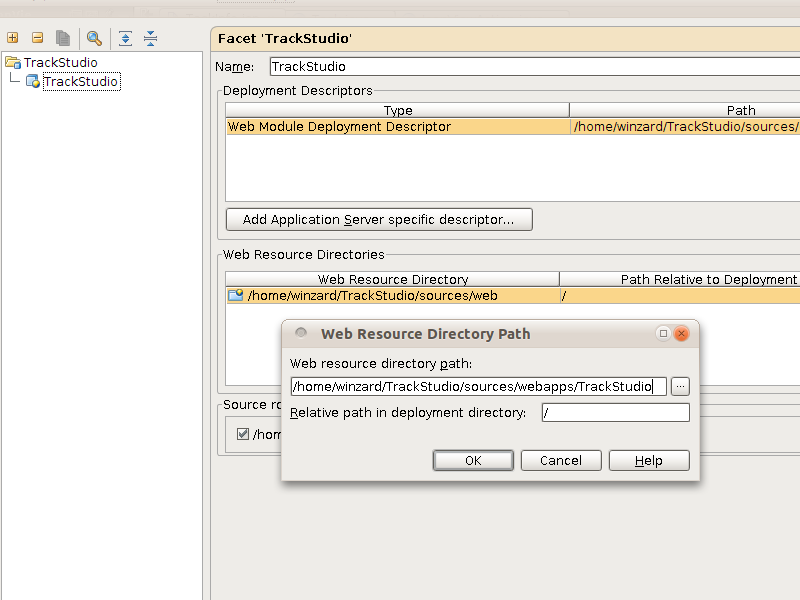 Facet 'TrackStudio'
TrackStudio
TrackStudio
Name: TrackStudio
Deployment Descriptors
Type Path
Web Module Deployment Descriptor /home/winzard/TrackStudio/sources/
Add Application Server specific descriptor...
Web Resource Directories
Web Resource Directory Path Relative to Deployment
/home/winzard/TrackStudio/sources/web /
Web Resource Directory Path
Web resource directory path:
/home/winzard/TrackStudio/sources/webapps/TrackStudio ...
Relative path in deployment directory: /
Source ro
/hom
OK Cancel Help